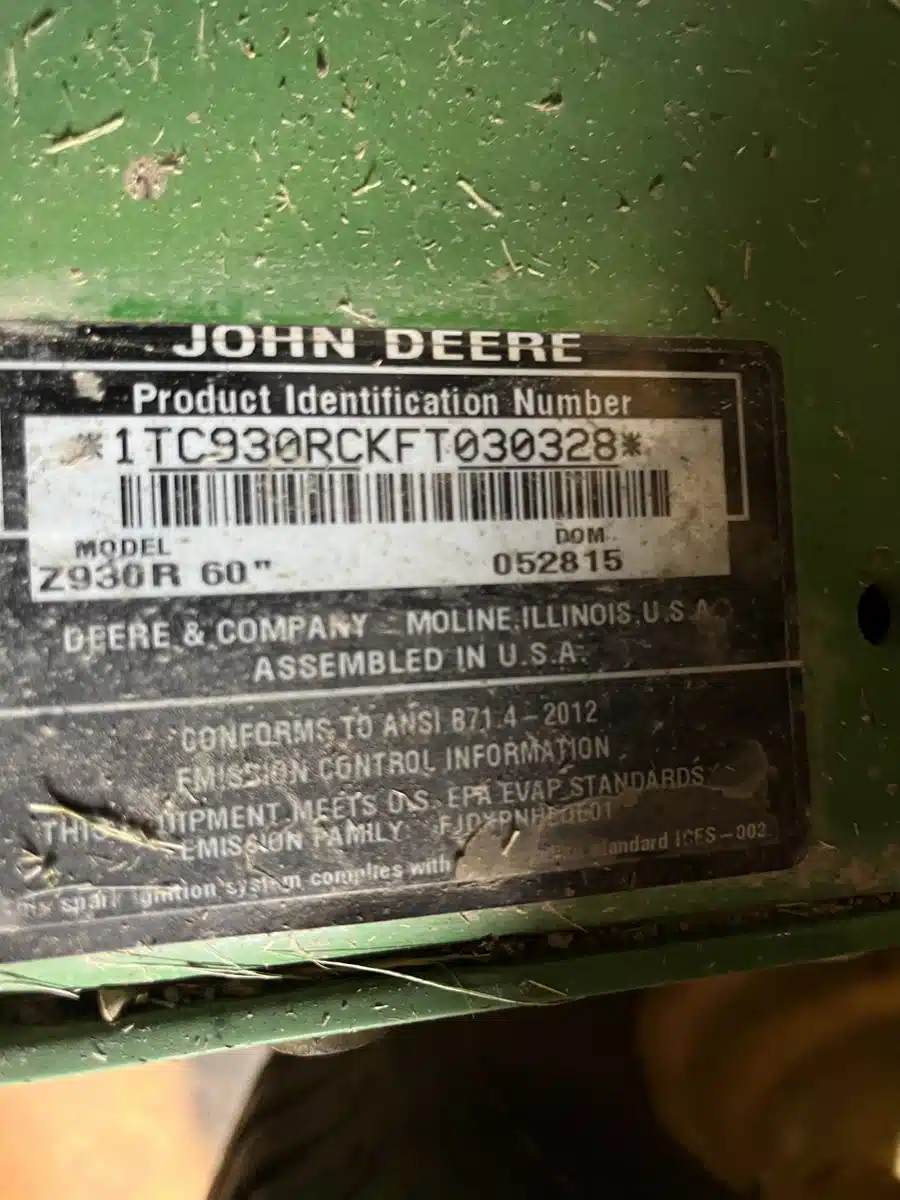 JOHN DEERE
Product Identification Number
*1TC930RCKFT030328*
MODEL DOM
Z930R 60" 052815
DEERE & COMPANY MOLINE, ILLINOIS, U.S.A.
ASSEMBLED IN U.S.A.
CONFORMS TO ANSI B71.4-2012
EMISSION CONTROL INFORMATION
THIS EQUIPMENT MEETS U.S. EPA EVAP STANDARDS
EMISSION FAMILY:
spark ignition system complies with standard ICES-002.